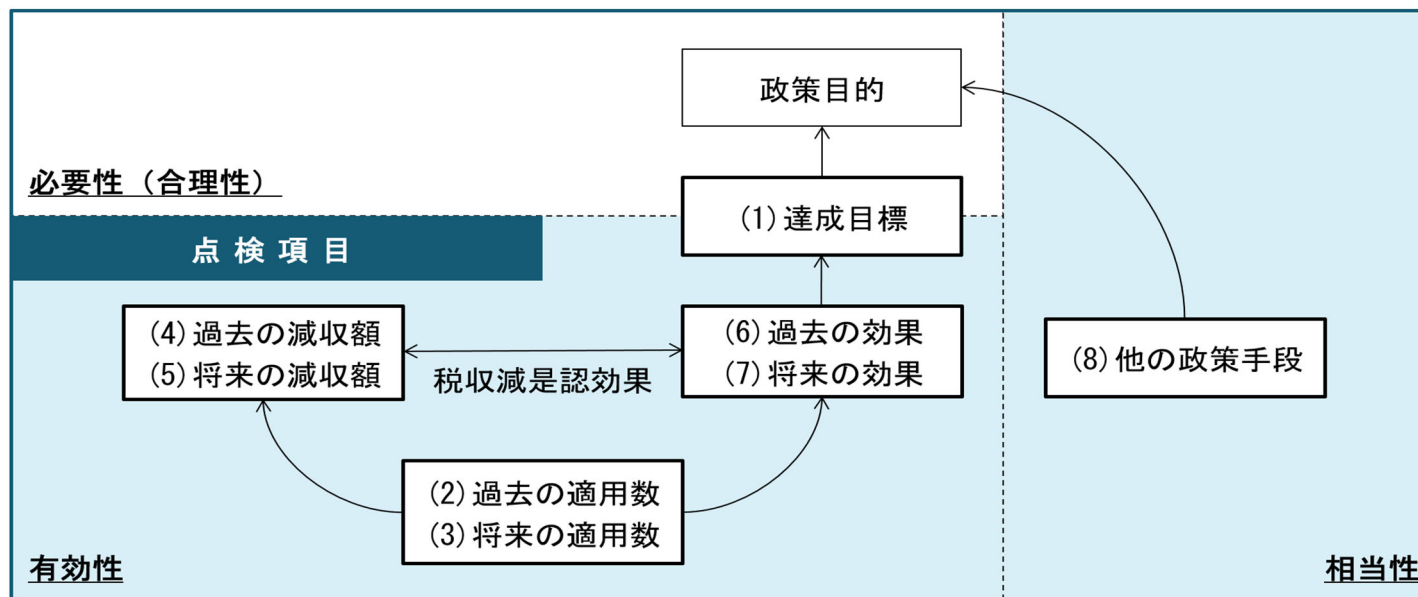 政策目的
必要性（合理性）
(1)達成目標
点検項目
(4)過去の減収額
(5)将来の減収額
税収減是認効果
(6)過去の効果
(7)将来の効果
(8)他の政策手段
(2)過去の適用数
(3)将来の適用数
有効性
相当性